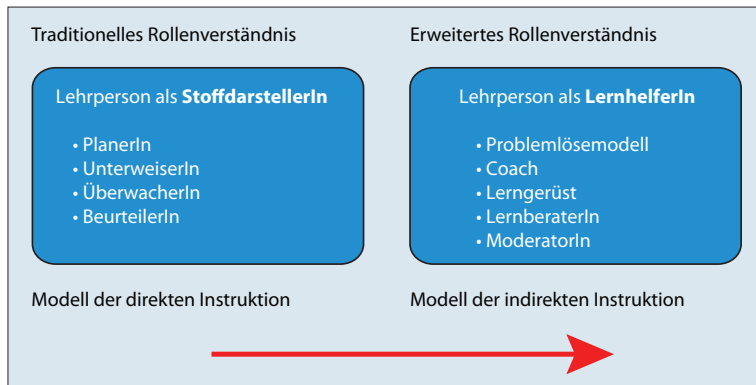 Traditionelles Rollenverständnis
Lehrperson als StoffdarstellerIn
• PlanerIn
• UnterweiserIn
• ÜberwacherIn
• BeurteilerIn
Modell der direkten Instruktion
Erweitertes Rollenverständnis
Lehrperson als LernhelferIn
• Problemlösemodell
• Coach
• Lerngerüst
• LernberaterIn
• ModeratorIn
Modell der indirekten Instruktion